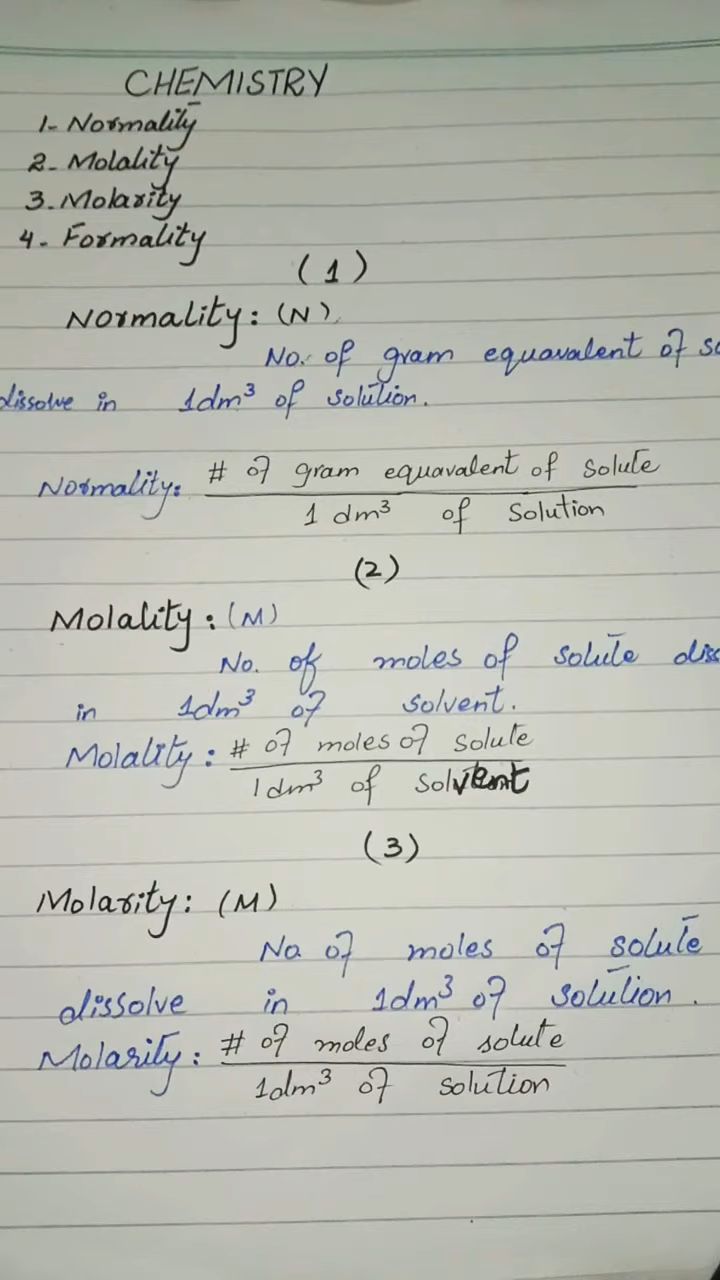 CHEMISTRY
1- Normality
2- Molality
3. Molarity
4- Formality
(1)
Normality: (N)
No. of gram equavalent of
dissolve in 1dm³ of solution.
Normality: # of gram equavalent of solute
1 dm³ of Solution
(2)
Molality: (M)
No. of moles of solute
in 1dm³ of solvent.
Molality: # of moles of solute
1dm³ of solvent
(3)
Molarity: (M)
No of moles of solute
dissolve in 1dm³ of solution.
Molarity: # of moles of solute
1dm³ of solution